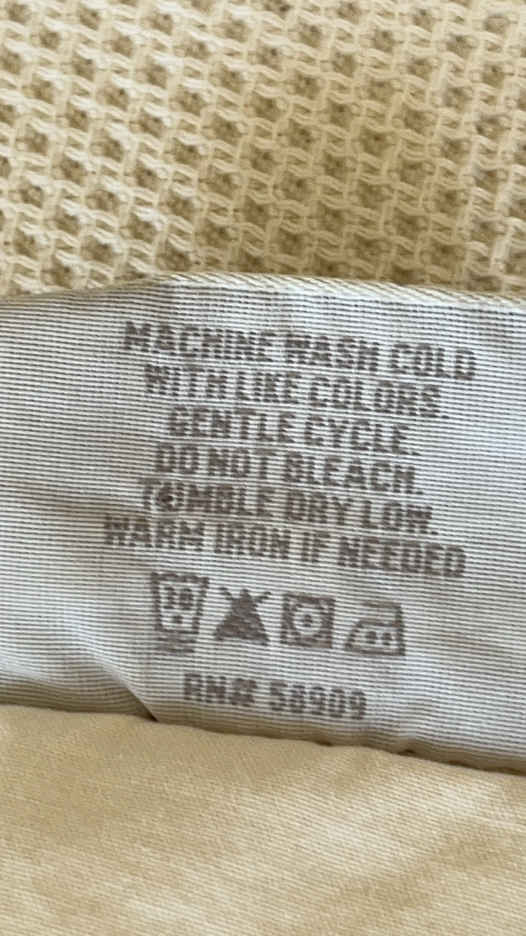 MACHINE WASH COLD
WITH LIKE COLORS.
GENTLE CYCLE.
DO NOT BLEACH.
TUMBLE DRY LOW.
WARM IRON IF NEEDED
30
RN# 58909